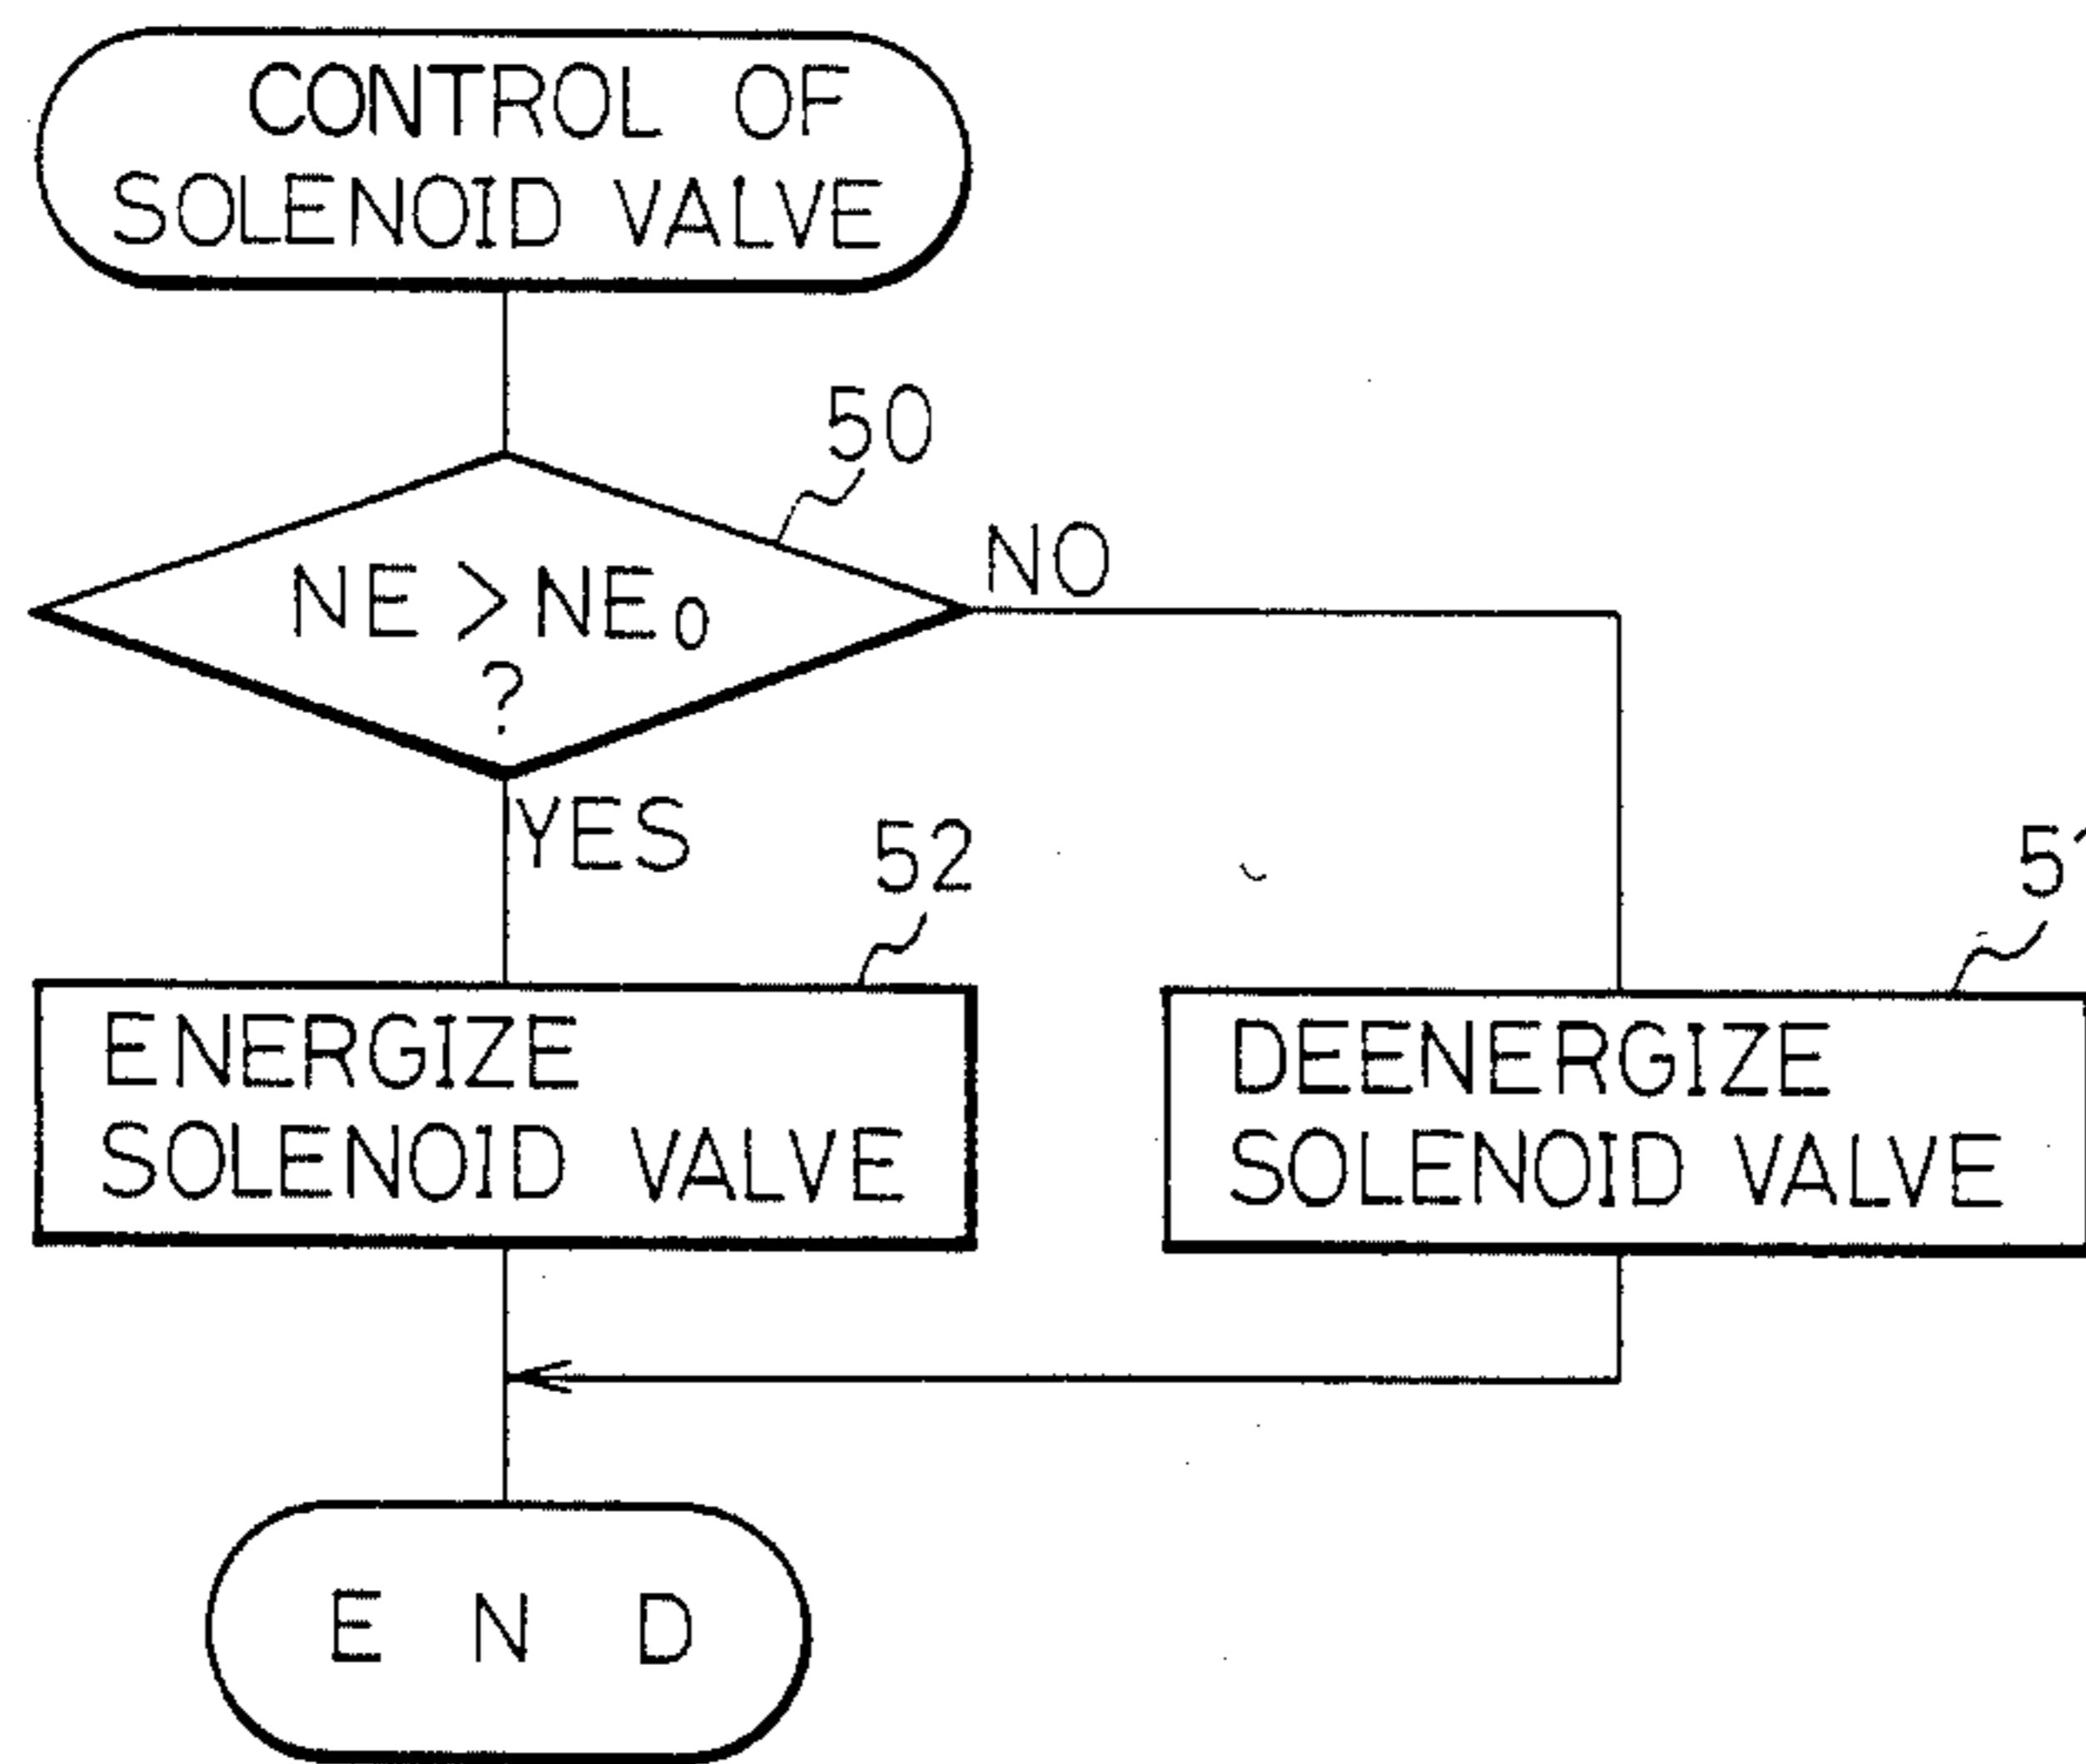 CONTROL OF
SOLENOID VALVE
50
NE > NE₀
?
NO
YES
52
ENERGIZE
SOLENOID VALVE
DEENERGIZE
SOLENOID VALVE
END